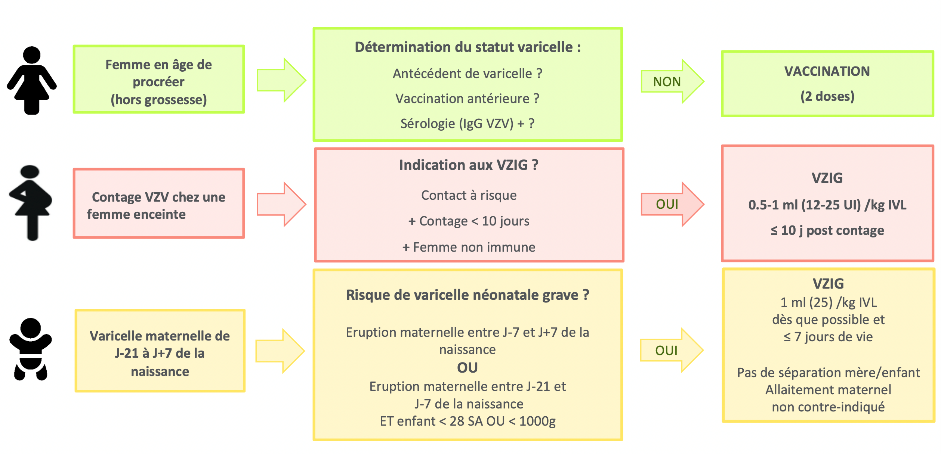 Femme en âge de
procréer
(hors grossesse)
Détermination du statut varicelle :
Antécédent de varicelle ?
Vaccination antérieure ?
Sérologie (IgG VZV) + ?
NON
VACCINATION
(2 doses)
Contage VZV chez une
femme enceinte
Indication aux VZIG ?
Contact à risque
+ Contage < 10 jours
+ Femme non immune
OUI
VZIG
0.5-1 ml (12-25 UI) /kg IVL
≤ 10 j post contage
Varicelle maternelle de
J-21 à J+7 de la
naissance
Risque de varicelle néonatale grave ?
Eruption maternelle entre J-7 et J+7 de la
naissance
OU
Eruption maternelle entre J-21 et
J-7 de la naissance
ET enfant < 28 SA OU < 1000g
OUI
VZIG
1 ml (25) /kg IVL
dès que possible et
≤ 7 jours de vie
Pas de séparation mère/enfant
Allaitement maternel
non contre-indiqué